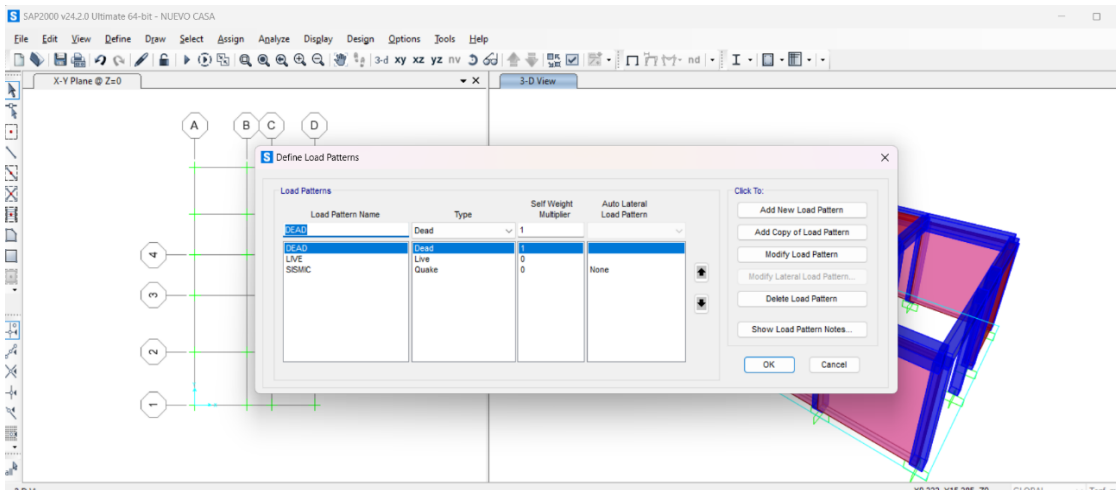 SAP2000 v24.2.0 Ultimate 64-bit - NUEVO CASA
File Edit View Define Draw Select Assign Analyze Display Design Options Tools Help
3-d xy xz yz nv nd
X-Y Plane @ Z=0
3-D View
A B C D
Define Load Patterns
Load Patterns
Click To:
Load Pattern Name Type Self Weight Multiplier Auto Lateral Load Pattern
DEAD Dead 1
DEAD Dead 1
LIVE Live 0
SISMIC Quake 0 None
Add New Load Pattern
Add Copy of Load Pattern
Modify Load Pattern
Modify Lateral Load Pattern...
Delete Load Pattern
Show Load Pattern Notes...
OK Cancel
4
3
2
1
GLOBAL